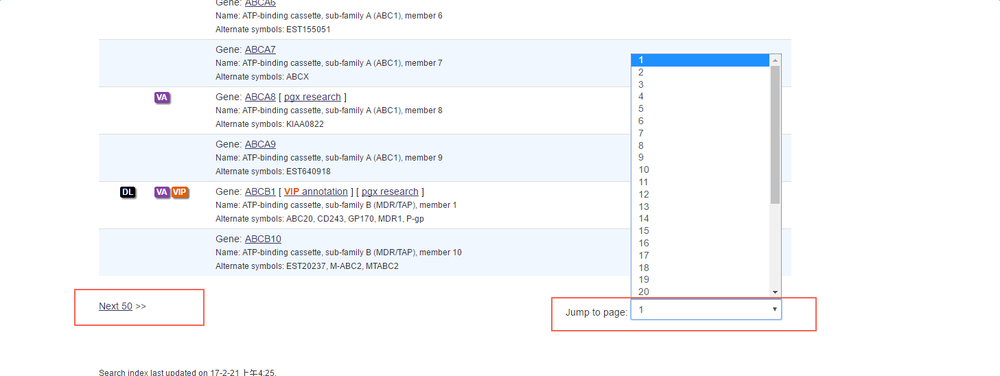 Gene: ABCA6
Name: ATP-binding cassette, sub-family A (ABC1), member 6
Alternate symbols: EST155051
Gene: ABCA7
Name: ATP-binding cassette, sub-family A (ABC1), member 7
Alternate symbols: ABCX
VA Gene: ABCA8 [ pgx research ]
Name: ATP-binding cassette, sub-family A (ABC1), member 8
Alternate symbols: KIAA0822
Gene: ABCA9
Name: ATP-binding cassette, sub-family A (ABC1), member 9
Alternate symbols: EST640918
DL VA VIP Gene: ABCB1 [ VIP annotation ] [ pgx research ]
Name: ATP-binding cassette, sub-family B (MDR/TAP), member 1
Alternate symbols: ABC20, CD243, GP170, MDR1, P-gp
Gene: ABCB10
Name: ATP-binding cassette, sub-family B (MDR/TAP), member 10
Alternate symbols: EST20237, M-ABC2, MTABC2
1
2
3
4
5
6
7
8
9
10
11
12
13
14
15
16
17
18
19
20
Next 50 >>
Jump to page: 1
Search index last updated on 17-2-21 上午4:25.